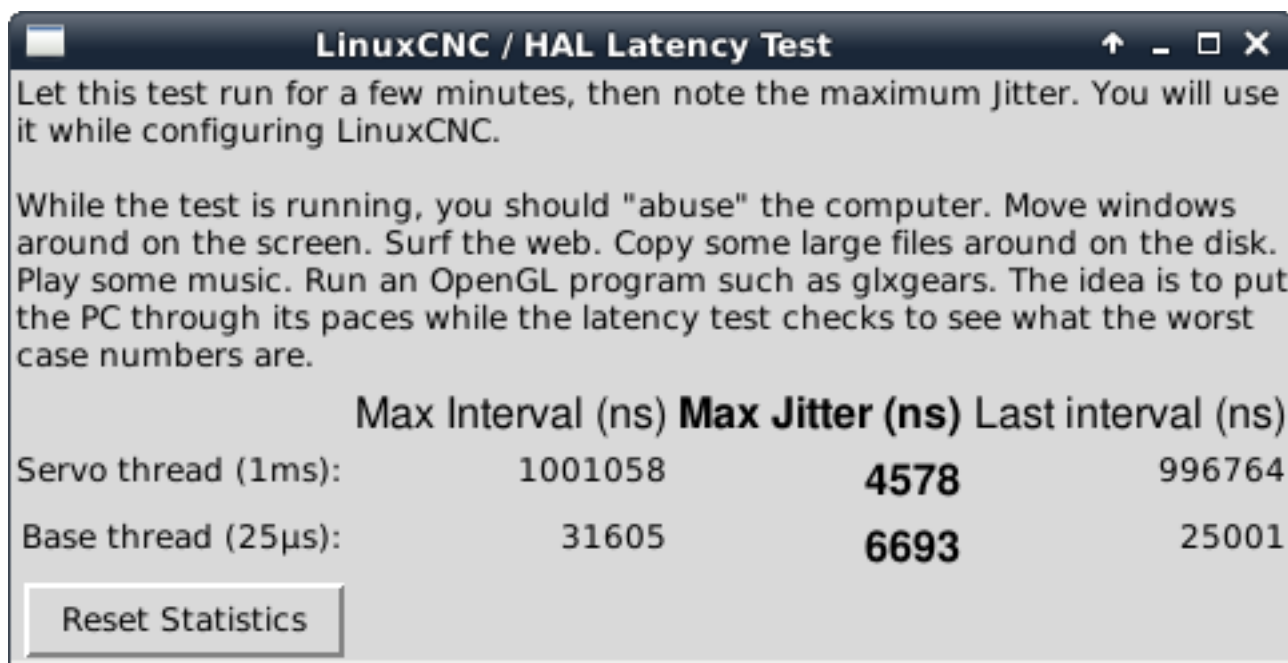 LinuxCNC / HAL Latency Test
Let this test run for a few minutes, then note the maximum Jitter. You will use
it while configuring LinuxCNC.
While the test is running, you should "abuse" the computer. Move windows
around on the screen. Surf the web. Copy some large files around on the disk.
Play some music. Run an OpenGL program such as glxgears. The idea is to put
the PC through its paces while the latency test checks to see what the worst
case numbers are.
Max Interval (ns) Max Jitter (ns) Last interval (ns)
Servo thread (1ms): 1001058 4578 996764
Base thread (25µs): 31605 6693 25001
Reset Statistics